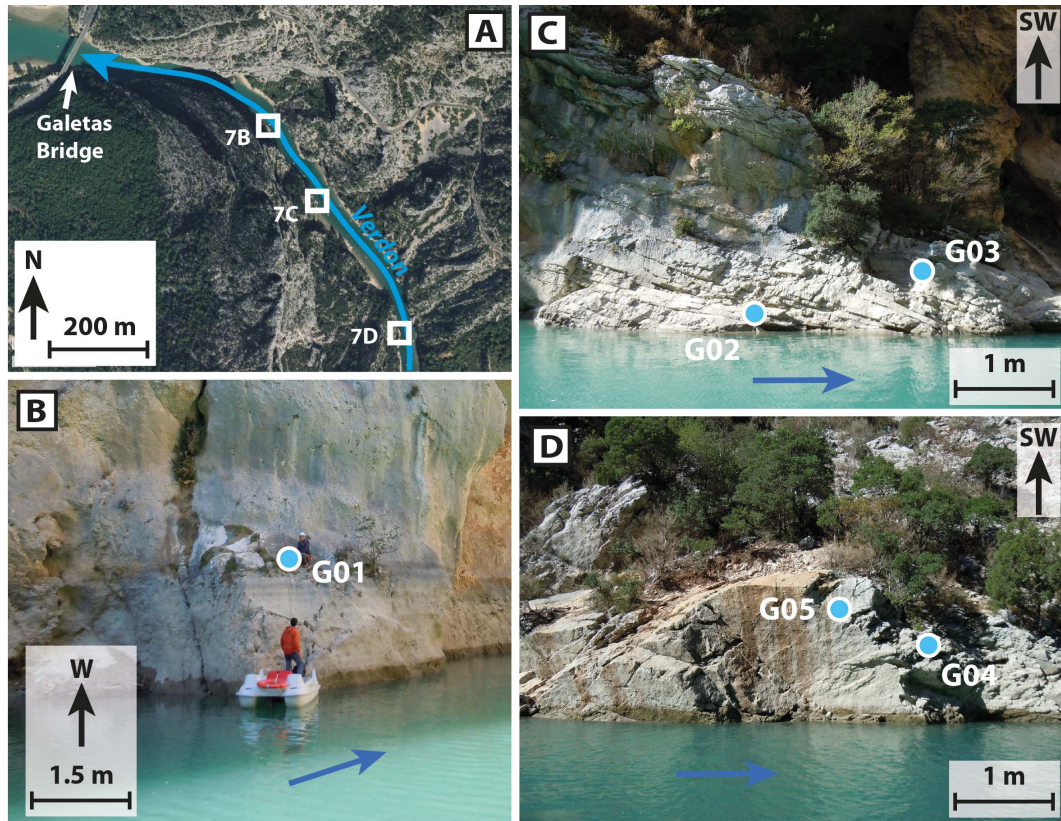 A
Galetas
Bridge
7B
7C
Verdon
7D
N
200 m
B
G01
W
1.5 m
C
SW
G03
G02
1 m
D
SW
G05
G04
1 m